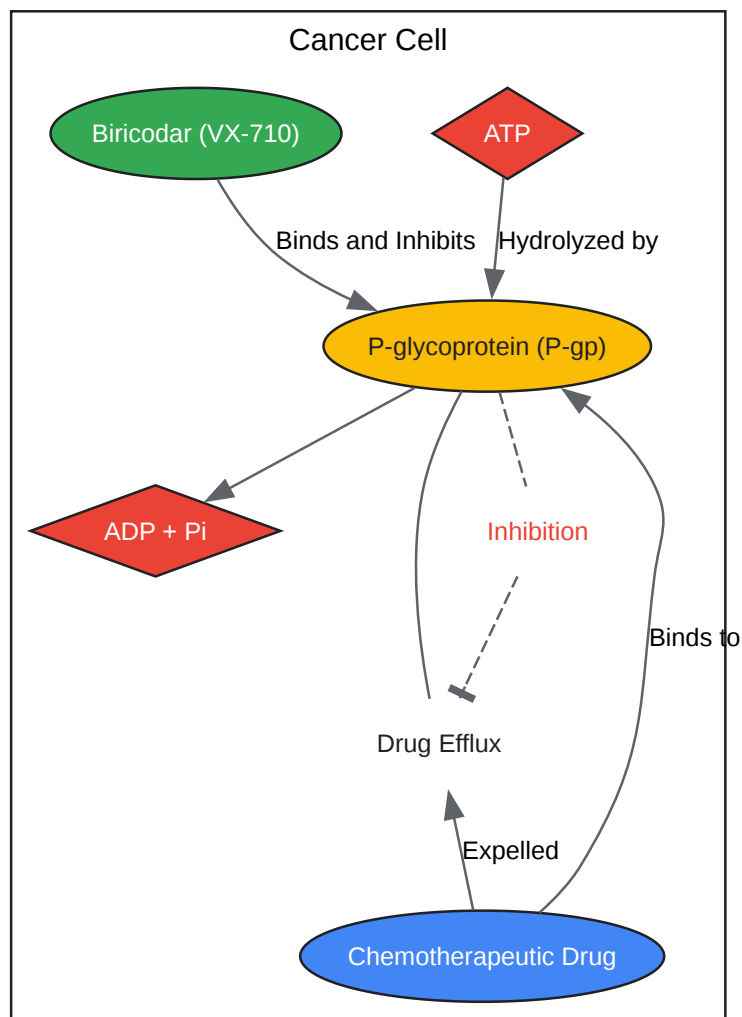 Cancer Cell
Biricodar (VX-710)
ATP
Binds and Inhibits
Hydrolyzed by
P-glycoprotein (P-gp)
ADP + Pi
Inhibition
Binds to
Drug Efflux
Expelled
Chemotherapeutic Drug